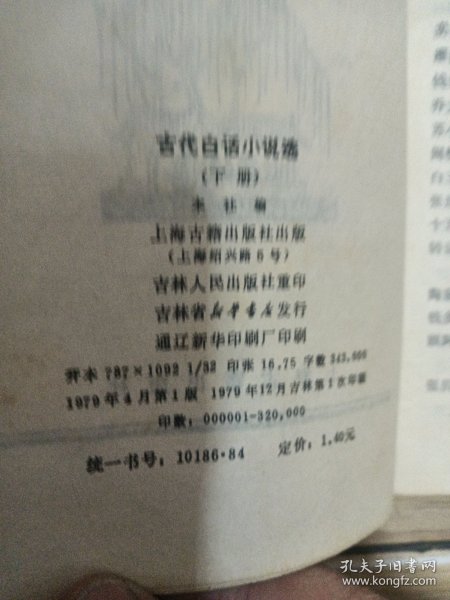 古代白话小说选
(下册)
本社编
上海古籍出版社出版
(上海绍兴路5号)
吉林人民出版社重印
吉林省新华书店发行
通辽新华印刷厂印刷
开本 787×1092 1/32 印张 16.75 字数 343,000
1979年4月第1版 1979年12月吉林第1次印刷
印数：000001-320,000
统一书号：10186·84 定价：1.40元
孔夫子旧书网
www.kongfz.com